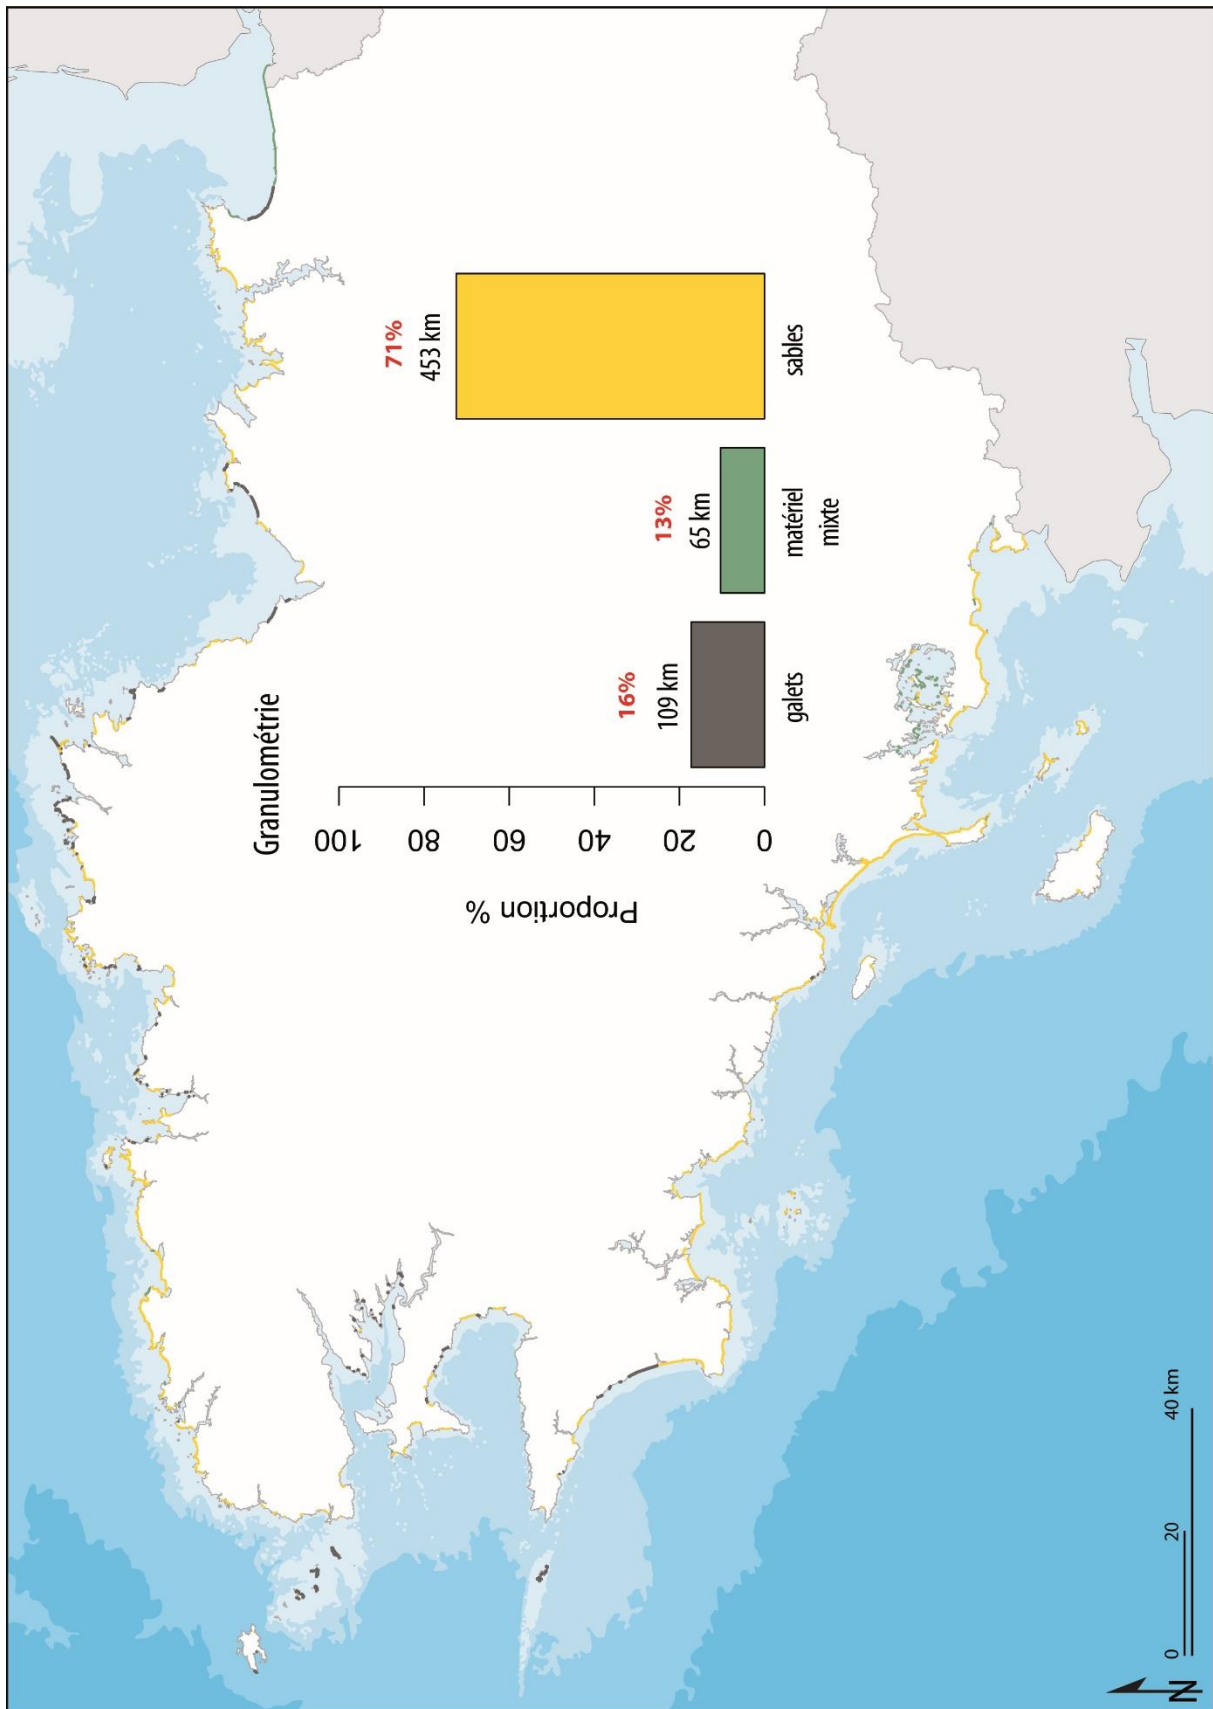 Granulométrie
Proportion %
100
80
60
40
20
0
16%
109 km
galets
13%
65 km
matériel
mixte
71%
453 km
sables
N
0
20
40 km